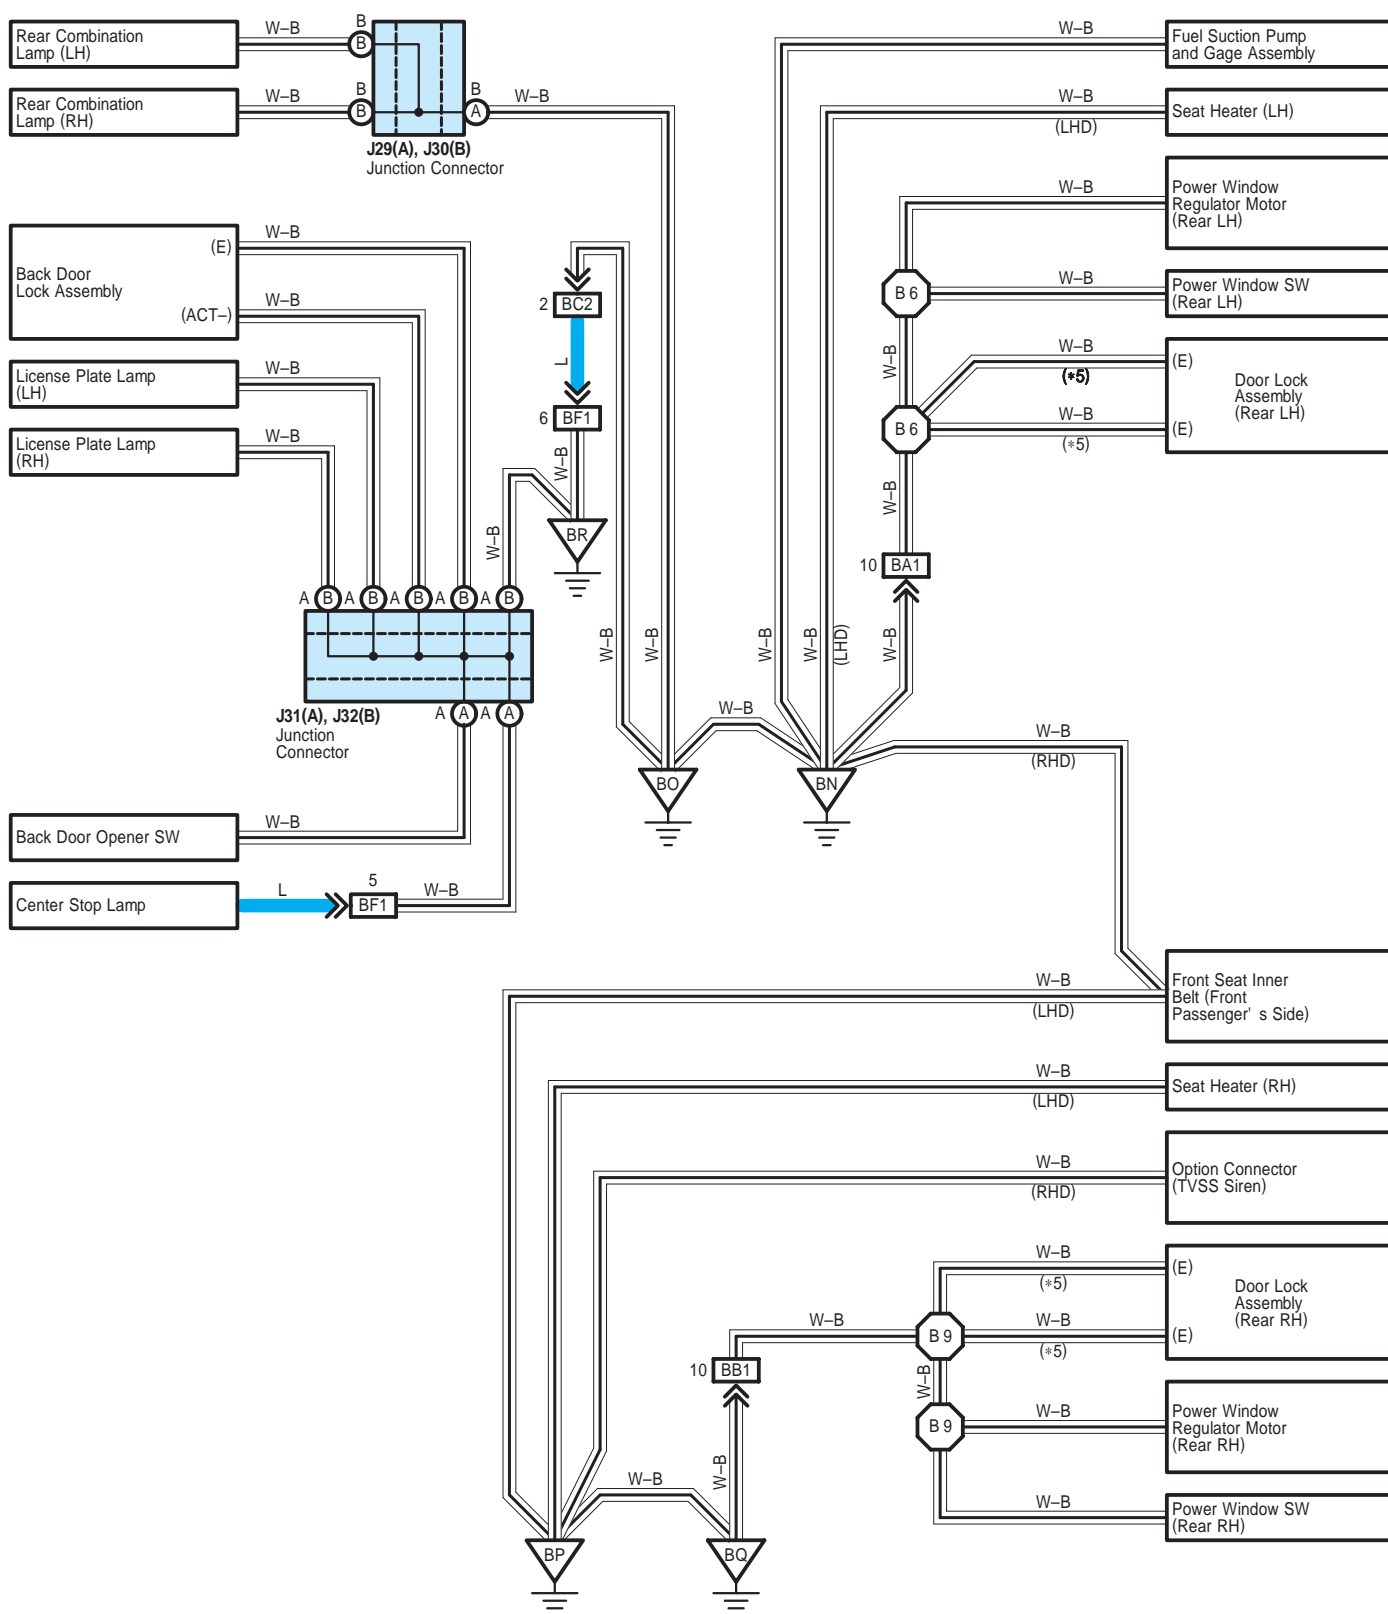 Rear Combination
Lamp (LH)
W–B
B
B
Rear Combination
Lamp (RH)
W–B
B
B
B
A
W–B
J29(A), J30(B)
Junction Connector
Back Door
Lock Assembly
(E)
W–B
(ACT–)
W–B
License Plate Lamp
(LH)
W–B
License Plate Lamp
(RH)
W–B
2
BC2
L
6
BF1
W–B
BR
W–B
A
B
A
B
A
B
A
B
A
B
J31(A), J32(B)
Junction
Connector
A
A
A
A
W–B
W–B
Back Door Opener SW
W–B
Center Stop Lamp
L
5
BF1
W–B
W–B
BO
BN
Fuel Suction Pump
and Gage Assembly
W–B
Seat Heater (LH)
W–B
(LHD)
Power Window
Regulator Motor
(Rear LH)
W–B
B 6
Power Window SW
(Rear LH)
W–B
W–B
B 6
Door Lock
Assembly
(Rear LH)
(E)
W–B
(∗5)
(E)
W–B
(∗5)
W–B
10
BA1
W–B
W–B
(LHD)
W–B
W–B
(RHD)
Front Seat Inner
Belt (Front
Passenger' s Side)
W–B
(LHD)
Seat Heater (RH)
W–B
(LHD)
Option Connector
(TVSS Siren)
W–B
(RHD)
Door Lock
Assembly
(Rear RH)
(E)
W–B
(∗5)
(E)
W–B
(∗5)
W–B
B 9
10
BB1
W–B
B 9
Power Window
Regulator Motor
(Rear RH)
W–B
Power Window SW
(Rear RH)
W–B
W–B
W–B
BP
BQ